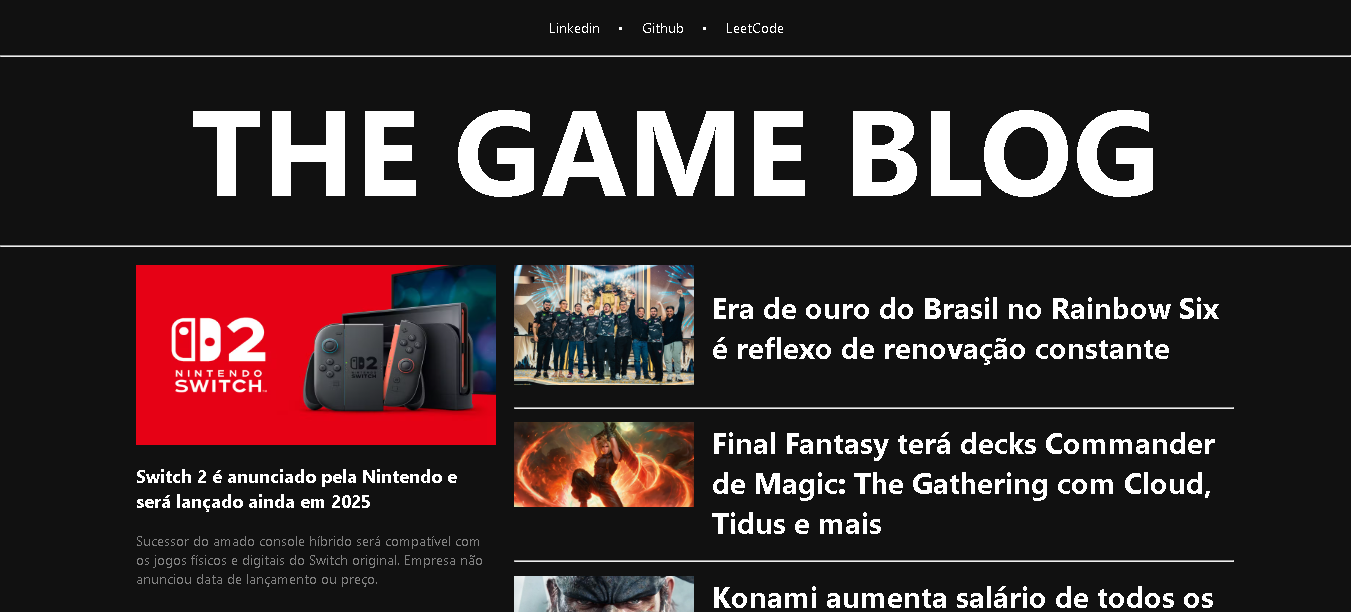 Linkedin • Github • LeetCode
THE GAME BLOG
2
NINTENDO
SWITCH
2
NINTENDO
SWITCH
Switch 2 é anunciado pela Nintendo e
será lançado ainda em 2025
Sucessor do amado console híbrido será compatível com
os jogos físicos e digitais do Switch original. Empresa não
anunciou data de lançamento ou preço.
Era de ouro do Brasil no Rainbow Six
é reflexo de renovação constante
Final Fantasy terá decks Commander
de Magic: The Gathering com Cloud,
Tidus e mais
Konami aumenta salário de todos os